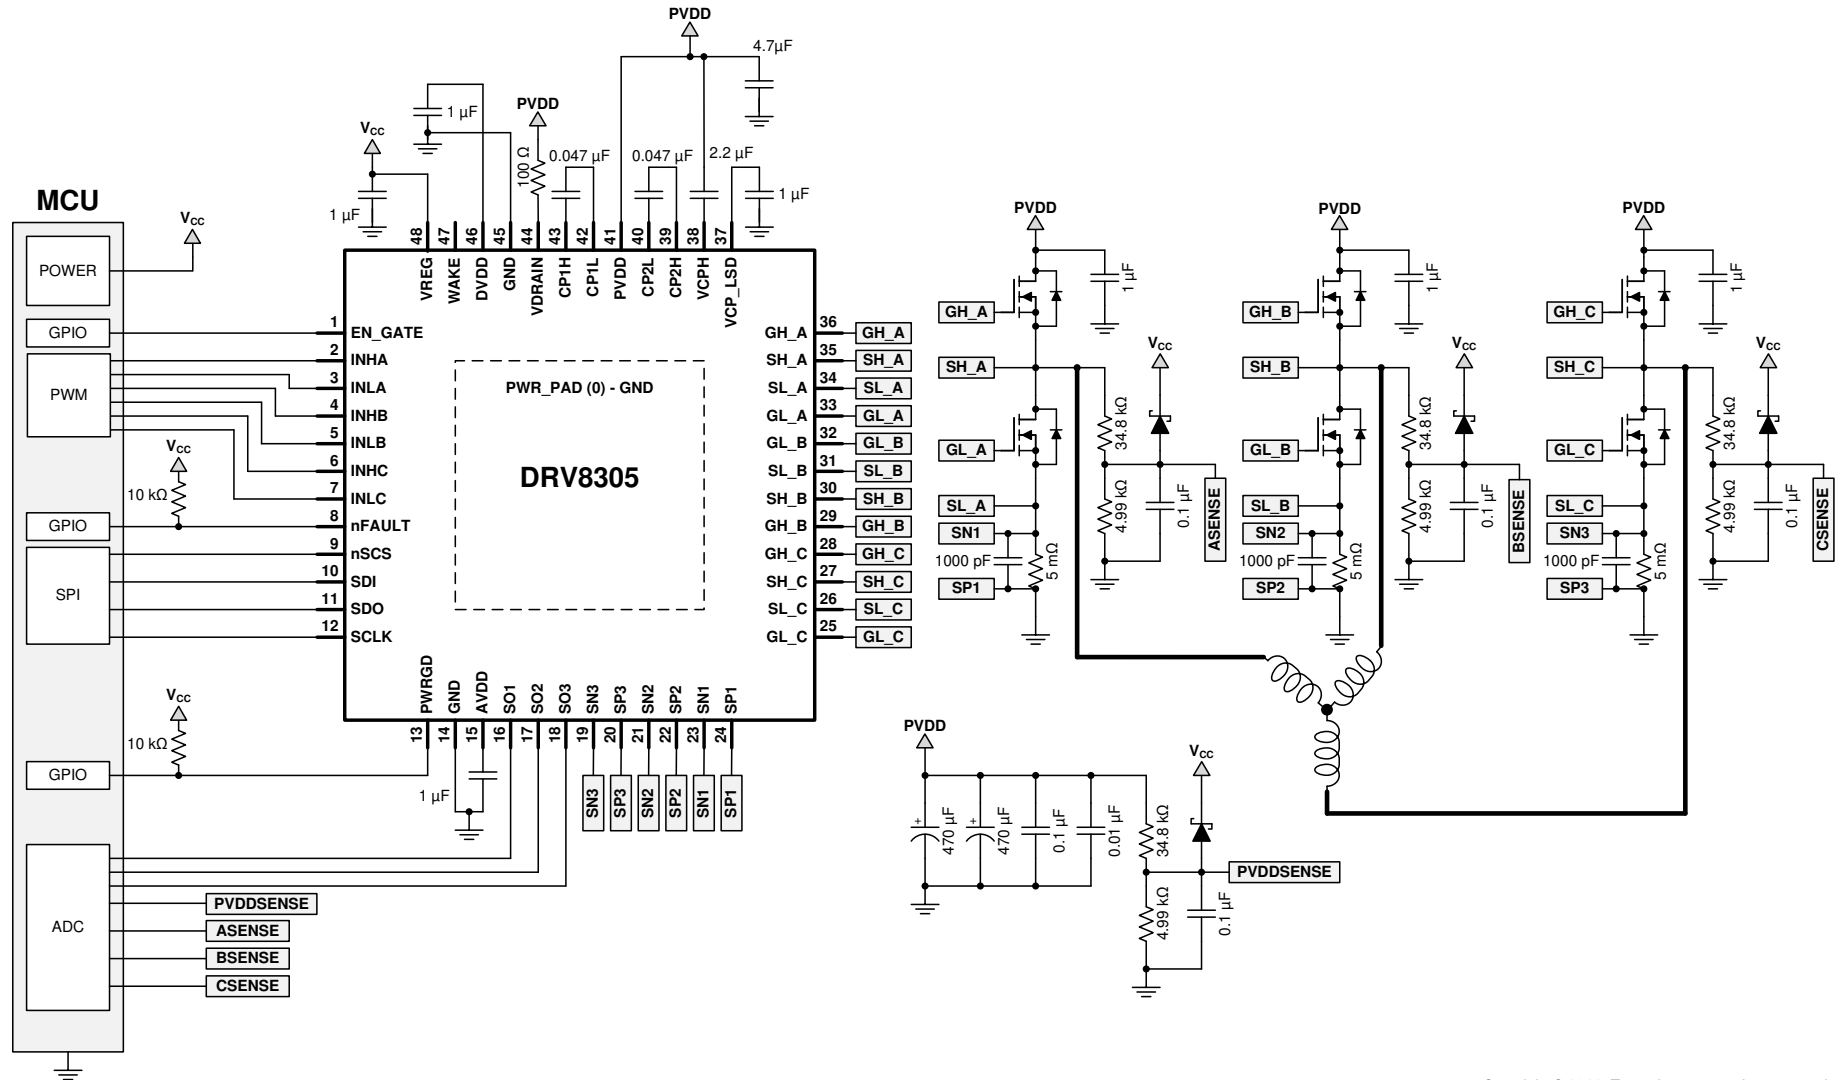 PVDD
4.7µF
1 µF
PVDD
VCC
100 Ω
0.047 µF
0.047 µF
2.2 µF
1 µF
1 µF
MCU
VCC
POWER
GPIO
PWM
VCC
10 kΩ
GPIO
SPI
VCC
10 kΩ
GPIO
ADC
PVDDSENSE
ASENSE
BSENSE
CSENSE
48 VREG
47 WAKE
46 DVDD
45 GND
44 VDRAIN
43 CP1H
42 CP1L
41 PVDD
40 CP2L
39 CP2H
38 VCPH
37 VCP_LSD
1 EN_GATE
2 INHA
3 INLA
4 INHB
5 INLB
6 INHC
7 INLC
8 nFAULT
9 nSCS
10 SDI
11 SDO
12 SCLK
PWR_PAD (0) - GND
DRV8305
GH_A 36 GH_A
SH_A 35 SH_A
SL_A 34 SL_A
GL_A 33 GL_A
GL_B 32 GL_B
SL_B 31 SL_B
SH_B 30 SH_B
GH_B 29 GH_B
GH_C 28 GH_C
SH_C 27 SH_C
SL_C 26 SL_C
GL_C 25 GL_C
PWRGD 13
GND 14
AVDD 15
SO1 16
SO2 17
SO3 18
SN3 19 SN3
SP3 20 SP3
SN2 21 SN2
SP2 22 SP2
SN1 23 SN1
SP1 24 SP1
1 µF
PVDD
1 µF
GH_A
SH_A
VCC
34.8 kΩ
GL_A
SL_A
SN1
1000 pF
SP1
5 mΩ
4.99 kΩ
0.1 µF
ASENSE
PVDD
1 µF
GH_B
SH_B
VCC
34.8 kΩ
GL_B
SL_B
SN2
1000 pF
SP2
5 mΩ
4.99 kΩ
0.1 µF
BSENSE
PVDD
1 µF
GH_C
SH_C
VCC
34.8 kΩ
GL_C
SL_C
SN3
1000 pF
SP3
5 mΩ
4.99 kΩ
0.1 µF
CSENSE
PVDD
VCC
+ 470 µF
+ 470 µF
0.1 µF
0.01 µF
34.8 kΩ
PVDDSENSE
4.99 kΩ
0.1 µF